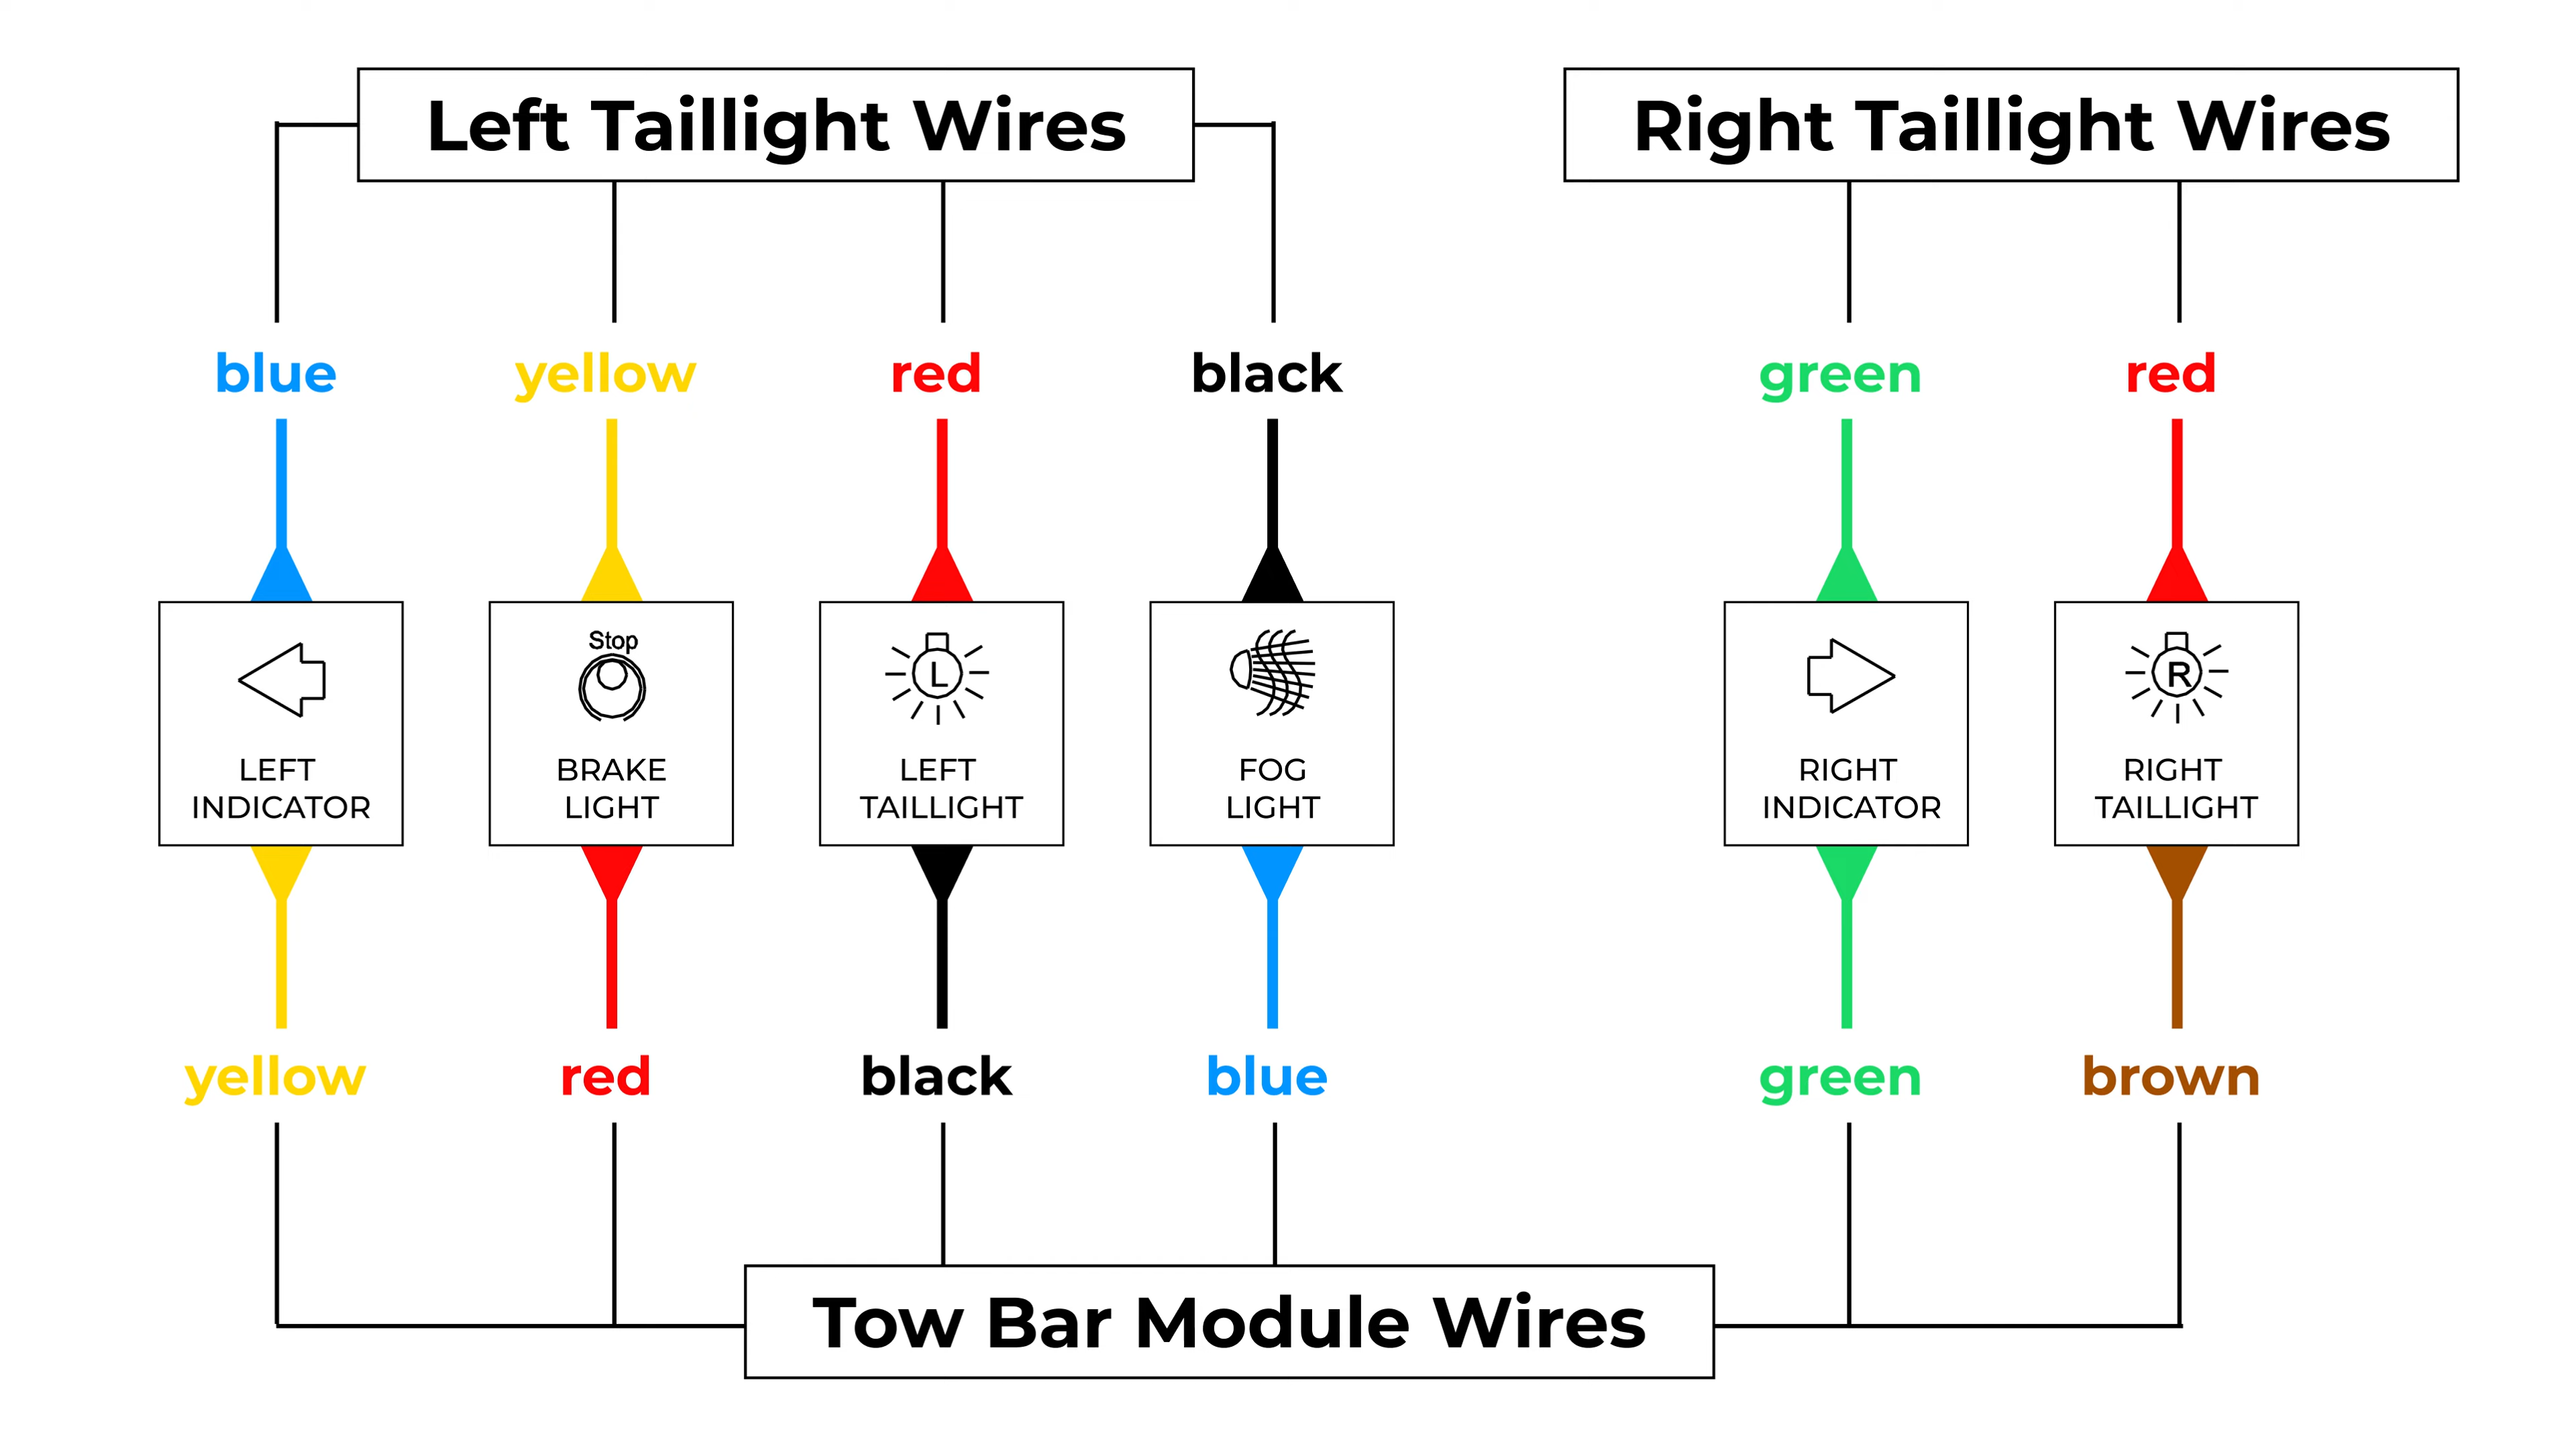 Left Taillight Wires
Right Taillight Wires
blue
yellow
red
black
green
red
LEFT
INDICATOR
Stop
BRAKE
LIGHT
L
LEFT
TAILLIGHT
FOG
LIGHT
RIGHT
INDICATOR
R
RIGHT
TAILLIGHT
yellow
red
black
blue
green
brown
Tow Bar Module Wires